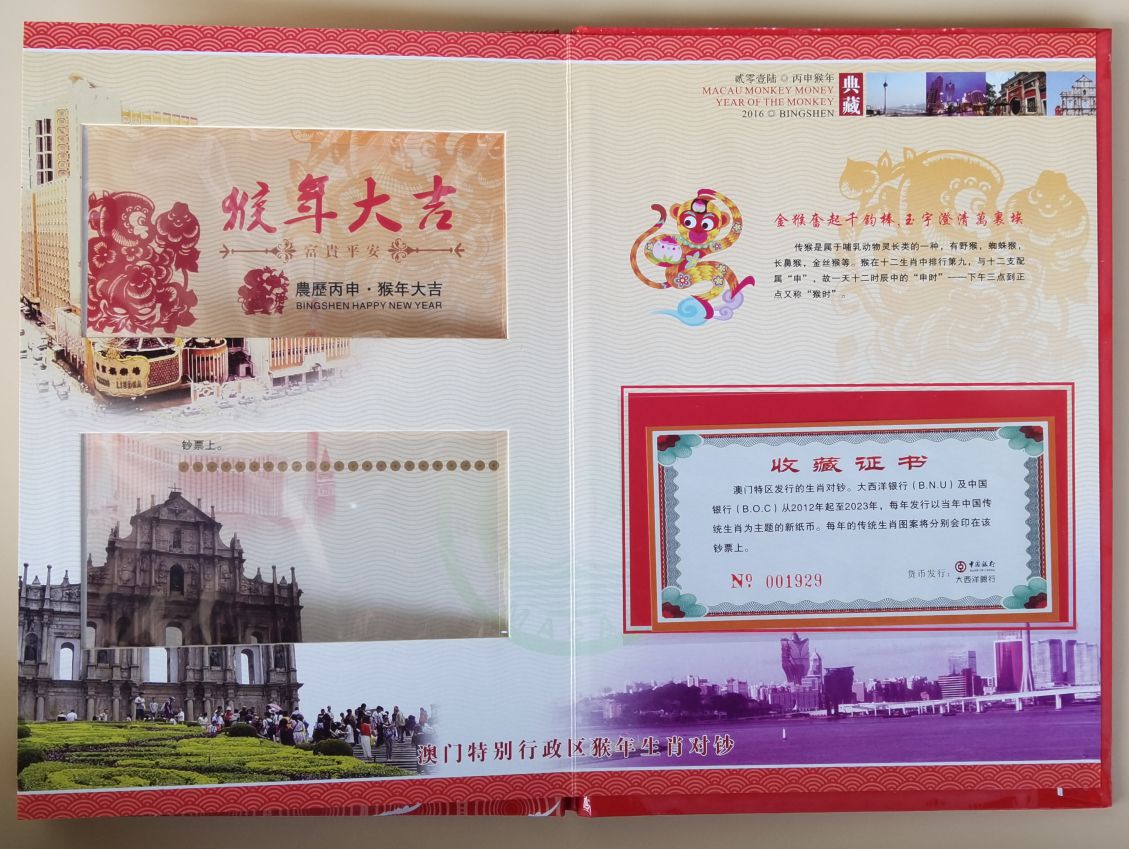 猴年大吉
富貴平安
農歷丙申·猴年大吉
BINGSHEN HAPPY NEW YEAR
钞票上。
贰零壹陆 ◎ 丙申猴年
MACAU MONKEY MONEY
YEAR OF THE MONKEY
2016 ◎ BINGSHEN
典藏
金猴奋起千钧棒,玉宇澄清萬裏埃
传猴是属于哺乳动物灵长类的一种，有野猴，蜘蛛猴，
长鼻猴，金丝猴等。猴在十二生肖中排行第九，与十二支配
属“申”，故一天十二时辰中的“申时”——下午三点到正
点又称“猴时”。
收藏证书
澳门特区发行的生肖对钞。大西洋银行（B.N.U）及中国
银行（B.O.C）从2012年起至2023年，每年发行以当年中国传
统生肖为主题的新纸币。每年的传统生肖图案将分别会印在该
钞票上。
Nº 001929
货币发行：
中国银行
BANK OF CHINA
大西洋銀行
澳门特别行政区猴年生肖对钞